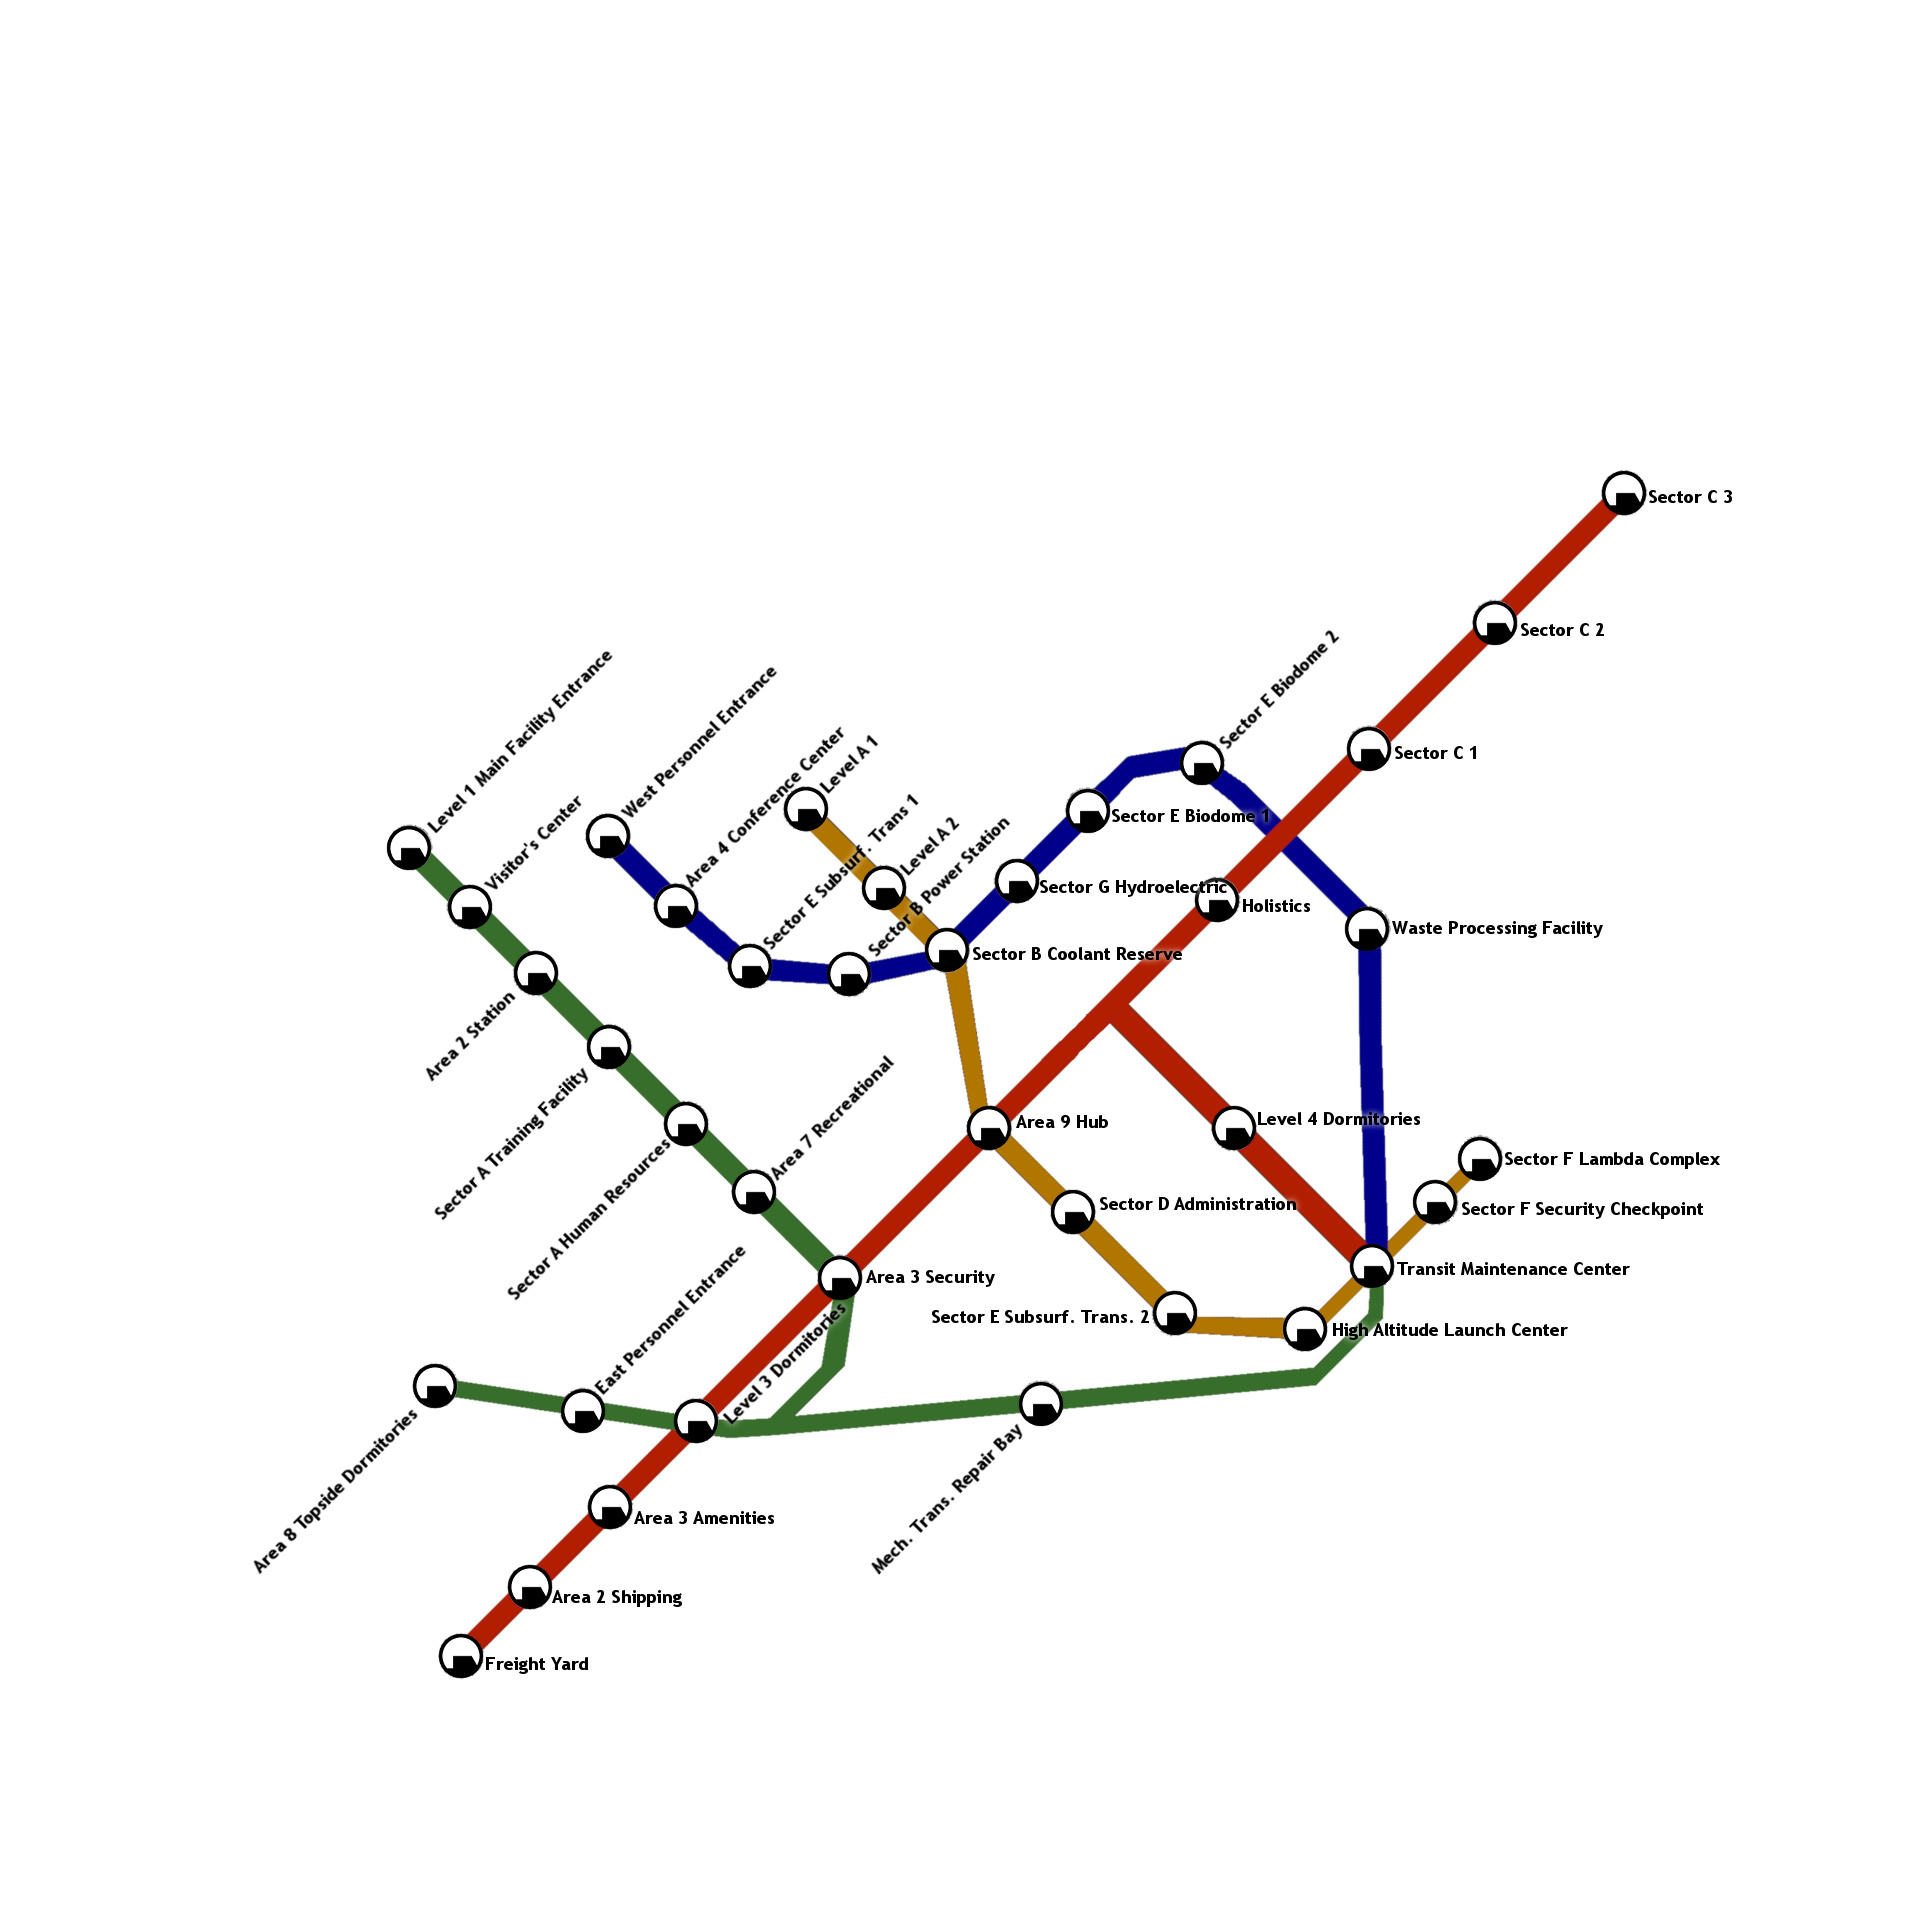 Sector C 3
Sector C 2
Sector E Biodome 2
Level 1 Main Facility Entrance
West Personnel Entrance
Area 4 Conference Center
Level A 1
Sector C 1
Visitor's Center
Sector E Subsurf. Trans 1
Level A 2
Sector B Power Station
Sector E Biodome 1
Sector G Hydroelectric
Holistics
Waste Processing Facility
Sector B Coolant Reserve
Area 2 Station
Sector A Training Facility
Area 7 Recreational
Area 9 Hub
Level 4 Dormitories
Sector F Lambda Complex
Sector A Human Resources
Sector D Administration
Sector F Security Checkpoint
Area 3 Security
Transit Maintenance Center
East Personnel Entrance
Sector E Subsurf. Trans. 2
High Altitude Launch Center
Level 3 Dormitories
Area 8 Topside Dormitories
Mech. Trans. Repair Bay
Area 3 Amenities
Area 2 Shipping
Freight Yard